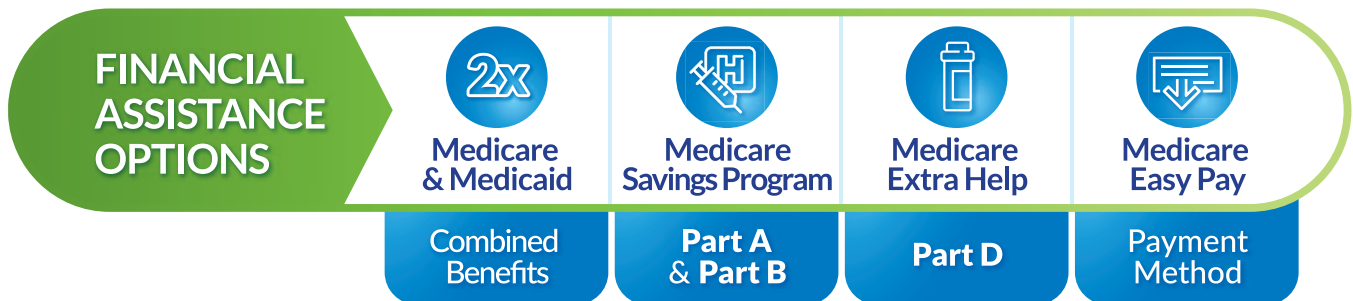 FINANCIAL
ASSISTANCE
OPTIONS
2x
Medicare
& Medicaid
Combined
Benefits
H
Medicare
Savings Program
Part A
& Part B
Medicare
Extra Help
Part D
Medicare
Easy Pay
Payment
Method